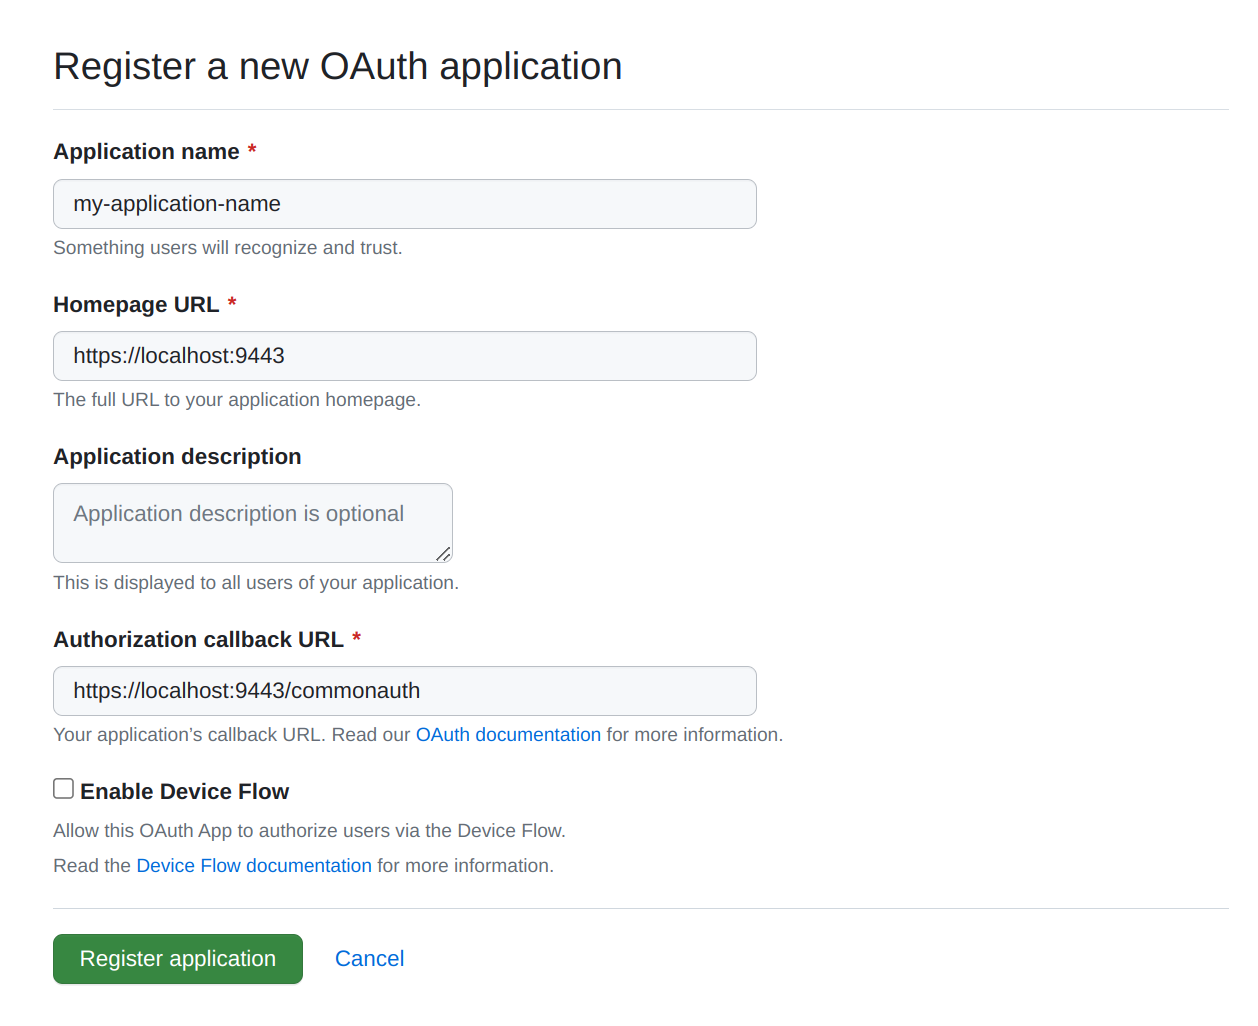 Register a new OAuth application
Application name *
my-application-name
Something users will recognize and trust.
Homepage URL *
https://localhost:9443
The full URL to your application homepage.
Application description
Application description is optional
This is displayed to all users of your application.
Authorization callback URL *
https://localhost:9443/commonauth
Your application’s callback URL. Read our OAuth documentation for more information.
Enable Device Flow
Allow this OAuth App to authorize users via the Device Flow.
Read the Device Flow documentation for more information.
Register application Cancel